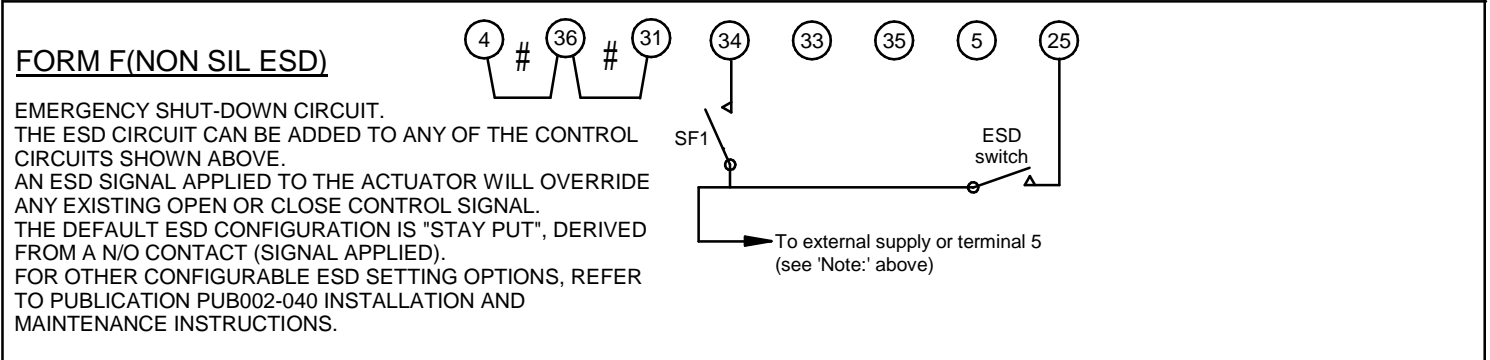 4 # 36 # 31 34 33 35 5 25
FORM F(NON SIL ESD)
EMERGENCY SHUT-DOWN CIRCUIT.
THE ESD CIRCUIT CAN BE ADDED TO ANY OF THE CONTROL
CIRCUITS SHOWN ABOVE.
AN ESD SIGNAL APPLIED TO THE ACTUATOR WILL OVERRIDE
ANY EXISTING OPEN OR CLOSE CONTROL SIGNAL.
THE DEFAULT ESD CONFIGURATION IS "STAY PUT", DERIVED
FROM A N/O CONTACT (SIGNAL APPLIED).
FOR OTHER CONFIGURABLE ESD SETTING OPTIONS, REFER
TO PUBLICATION PUB002-040 INSTALLATION AND
MAINTENANCE INSTRUCTIONS.
SF1
ESD
switch
To external supply or terminal 5
(see 'Note:' above)